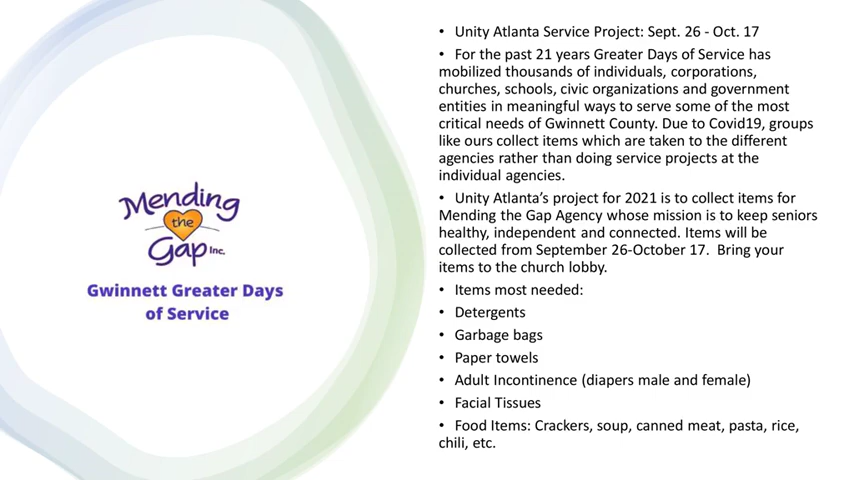 Mending
the
Gap Inc.
Gwinnett Greater Days
of Service
• Unity Atlanta Service Project: Sept. 26 - Oct. 17
• For the past 21 years Greater Days of Service has
mobilized thousands of individuals, corporations,
churches, schools, civic organizations and government
entities in meaningful ways to serve some of the most
critical needs of Gwinnett County. Due to Covid19, groups
like ours collect items which are taken to the different
agencies rather than doing service projects at the
individual agencies.
• Unity Atlanta’s project for 2021 is to collect items for
Mending the Gap Agency whose mission is to keep seniors
healthy, independent and connected. Items will be
collected from September 26-October 17. Bring your
items to the church lobby.
• Items most needed:
• Detergents
• Garbage bags
• Paper towels
• Adult Incontinence (diapers male and female)
• Facial Tissues
• Food Items: Crackers, soup, canned meat, pasta, rice,
chili, etc.